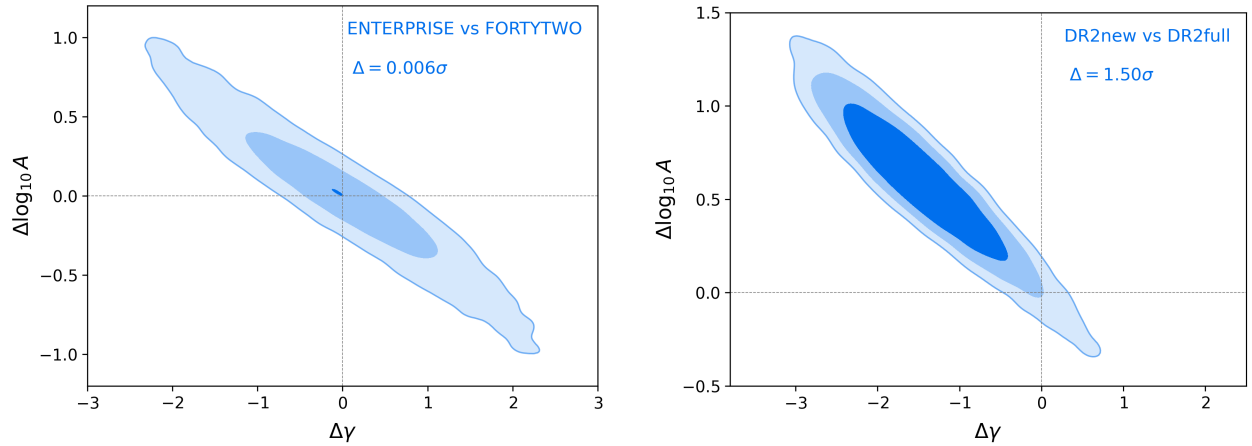 ENTERPRISE vs FORTYTWO
Δ = 0.006σ
1.0
0.5
0.0
−0.5
−1.0
Δlog₁₀A
−3 −2 −1 0 1 2 3
Δγ
DR2new vs DR2full
Δ = 1.50σ
1.5
1.0
0.5
0.0
−0.5
Δlog₁₀A
−3 −2 −1 0 1 2
Δγ